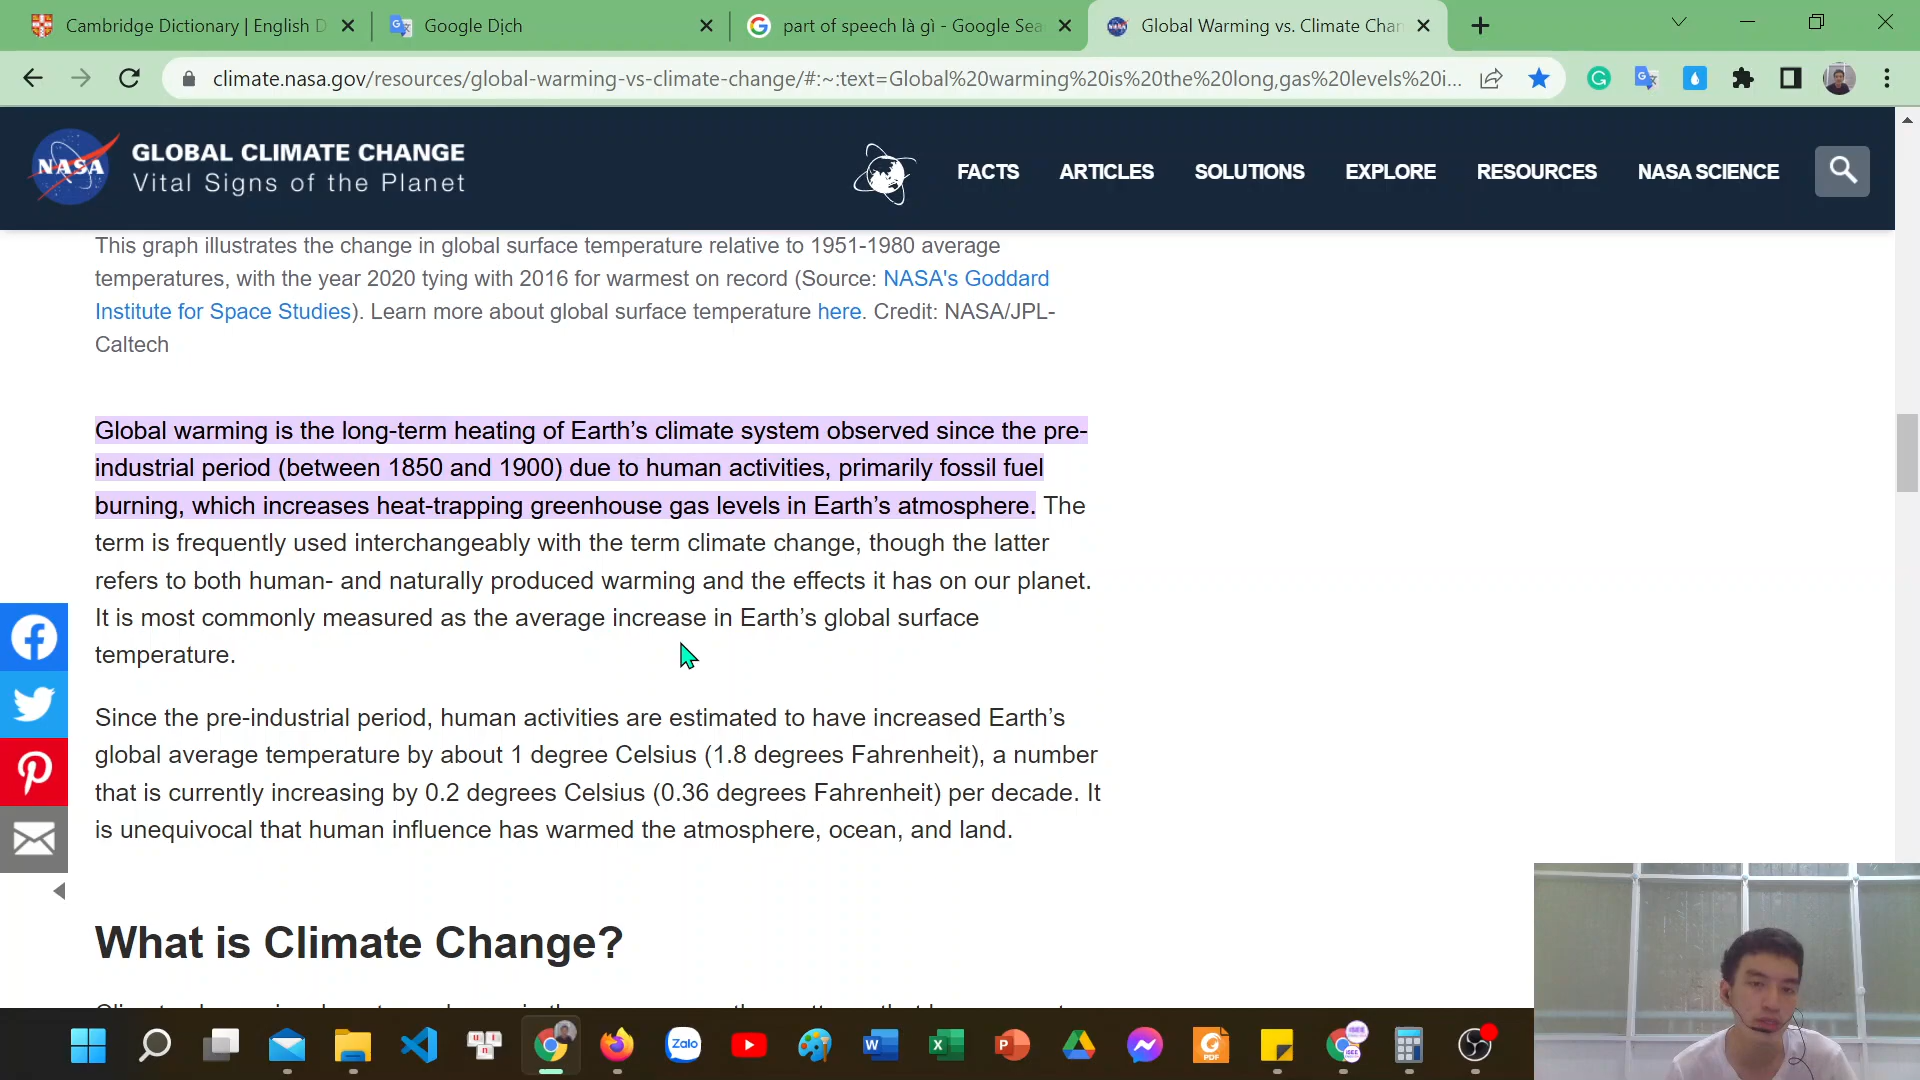 Cambridge Dictionary | English D
Google Dịch
part of speech là gì - Google Sea
Global Warming vs. Climate Chan
climate.nasa.gov/resources/global-warming-vs-climate-change/#:~:text=Global%20warming%20is%20the%20long,gas%20levels%20i...
NASA
GLOBAL CLIMATE CHANGE
Vital Signs of the Planet
FACTS
ARTICLES
SOLUTIONS
EXPLORE
RESOURCES
NASA SCIENCE
This graph illustrates the change in global surface temperature relative to 1951-1980 average
temperatures, with the year 2020 tying with 2016 for warmest on record (Source: NASA's Goddard
Institute for Space Studies). Learn more about global surface temperature here. Credit: NASA/JPL-
Caltech
Global warming is the long-term heating of Earth’s climate system observed since the pre-
industrial period (between 1850 and 1900) due to human activities, primarily fossil fuel
burning, which increases heat-trapping greenhouse gas levels in Earth’s atmosphere. The
term is frequently used interchangeably with the term climate change, though the latter
refers to both human- and naturally produced warming and the effects it has on our planet.
It is most commonly measured as the average increase in Earth’s global surface
temperature.
Since the pre-industrial period, human activities are estimated to have increased Earth’s
global average temperature by about 1 degree Celsius (1.8 degrees Fahrenheit), a number
that is currently increasing by 0.2 degrees Celsius (0.36 degrees Fahrenheit) per decade. It
is unequivocal that human influence has warmed the atmosphere, ocean, and land.
What is Climate Change?
Zalo
PDF